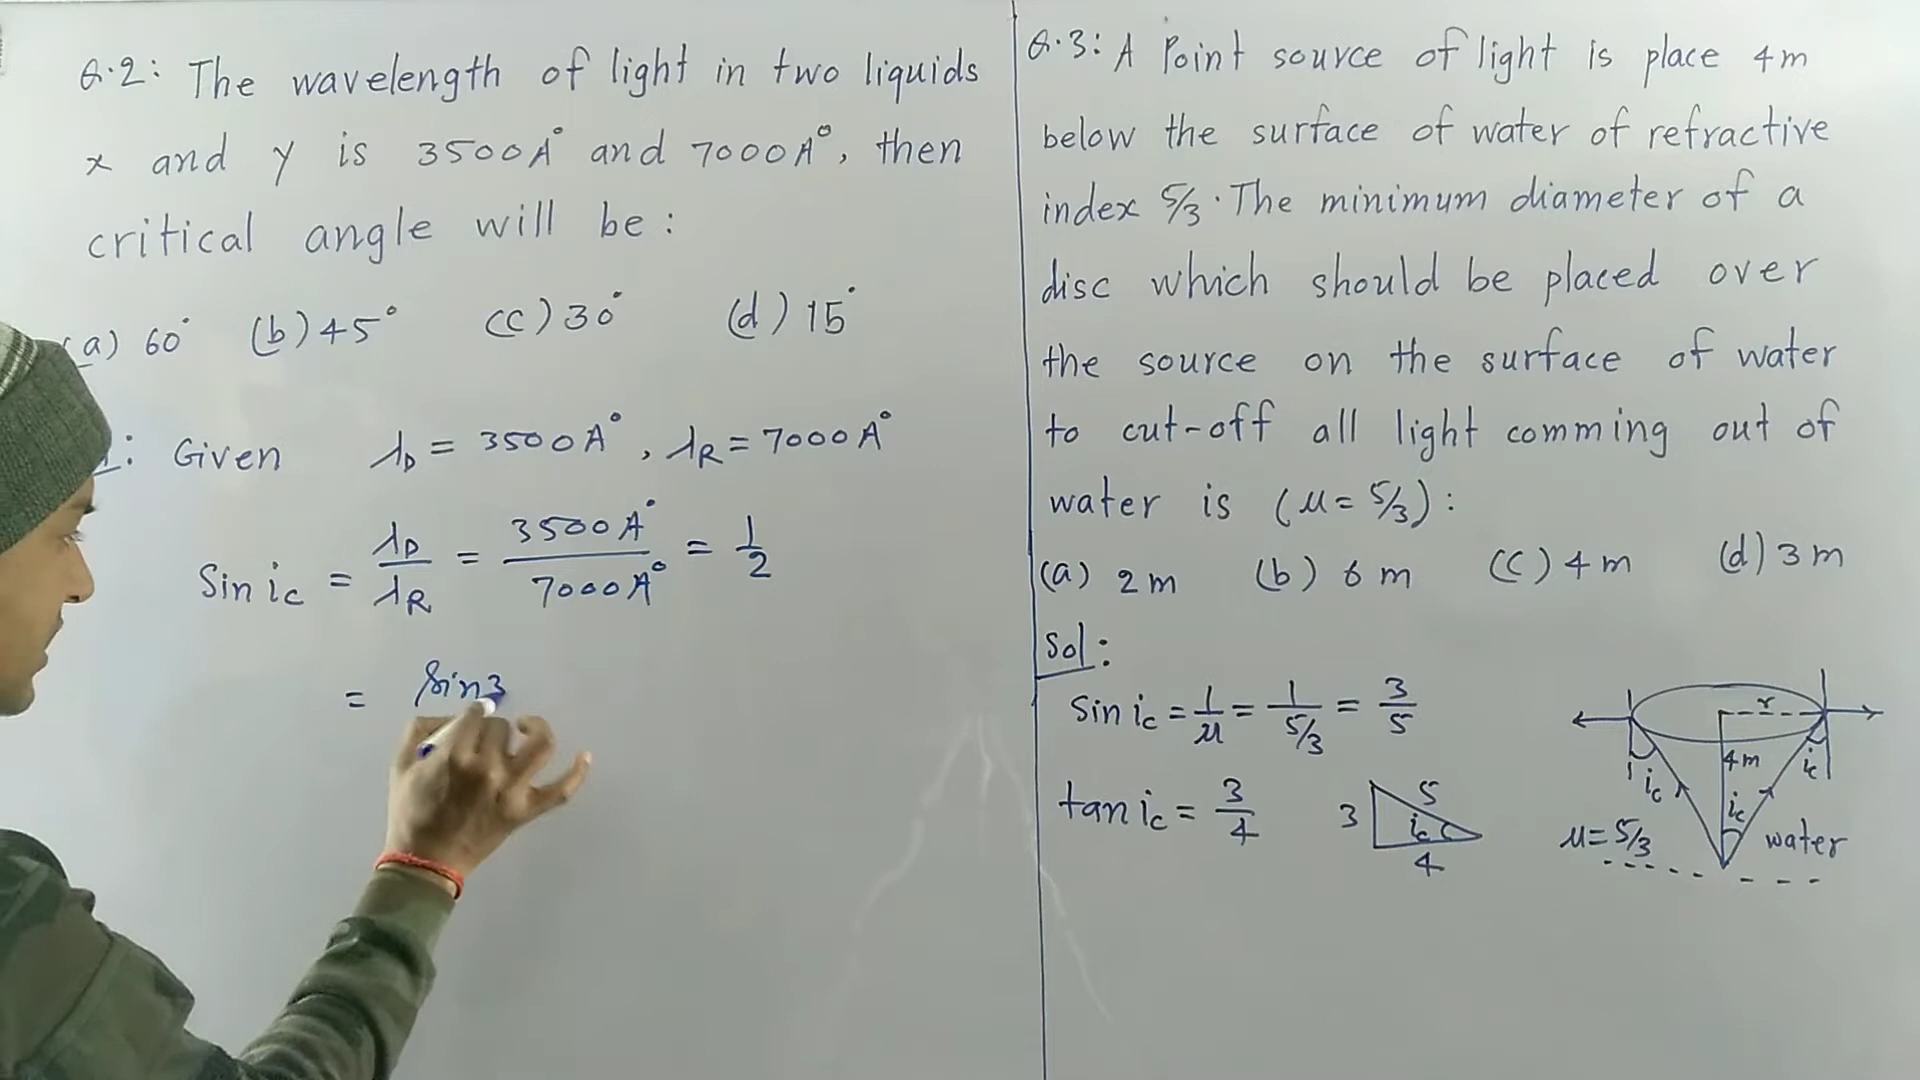 Q.2: The wavelength of light in two liquids
x and y is 3500A° and 7000A°, then
critical angle will be:
(a) 60° (b) 45° (c) 30° (d) 15°
: Given λD = 3500A°, λR = 7000A°
Sin ic = λD/λR = 3500A°/7000A° = 1/2
= Sin3
Q.3: A Point source of light is place 4m
below the surface of water of refractive
index 5/3. The minimum diameter of a
disc which should be placed over
the source on the surface of water
to cut-off all light comming out of
water is (μ= 5/3):
(a) 2m (b) 6m (c) 4m (d) 3m
Sol:
Sin ic = 1/μ = 1/5/3 = 3/5
tan ic = 3/4
3 5 ic 4
r
4m
ic ic ic
μ=5/3 water